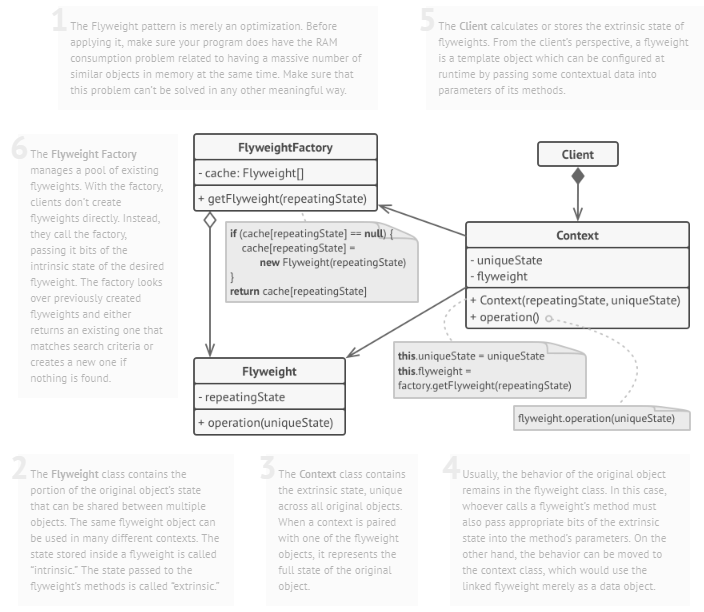 1
The Flyweight pattern is merely an optimization. Before
applying it, make sure your program does have the RAM
consumption problem related to having a massive number of
similar objects in memory at the same time. Make sure that
this problem can't be solved in any other meaningful way.
5
The Client calculates or stores the extrinsic state of
flyweights. From the client's perspective, a flyweight
is a template object which can be configured at
runtime by passing some contextual data into
parameters of its methods.
6
The Flyweight Factory
manages a pool of existing
flyweights. With the factory,
clients don't create
flyweights directly. Instead,
they call the factory,
passing it bits of the
intrinsic state of the desired
flyweight. The factory looks
over previously created
flyweights and either
returns an existing one that
matches search criteria or
creates a new one if
nothing is found.
FlyweightFactory
- cache: Flyweight[]
+ getFlyweight(repeatingState)
if (cache[repeatingState] == null) {
cache[repeatingState] =
new Flyweight(repeatingState)
}
return cache[repeatingState]
Client
Context
- uniqueState
- flyweight
+ Context(repeatingState, uniqueState)
+ operation()
this.uniqueState = uniqueState
this.flyweight =
factory.getFlyweight(repeatingState)
flyweight.operation(uniqueState)
Flyweight
- repeatingState
+ operation(uniqueState)
2
The Flyweight class contains the
portion of the original object's state
that can be shared between multiple
objects. The same flyweight object can
be used in many different contexts. The
state stored inside a flyweight is called
"intrinsic." The state passed to the
flyweight's methods is called "extrinsic."
3
The Context class contains
the extrinsic state, unique
across all original objects.
When a context is paired
with one of the flyweight
objects, it represents the
full state of the original
object.
4
Usually, the behavior of the original object
remains in the flyweight class. In this case,
whoever calls a flyweight's method must
also pass appropriate bits of the extrinsic
state into the method's parameters. On the
other hand, the behavior can be moved to
the context class, which would use the
linked flyweight merely as a data object.